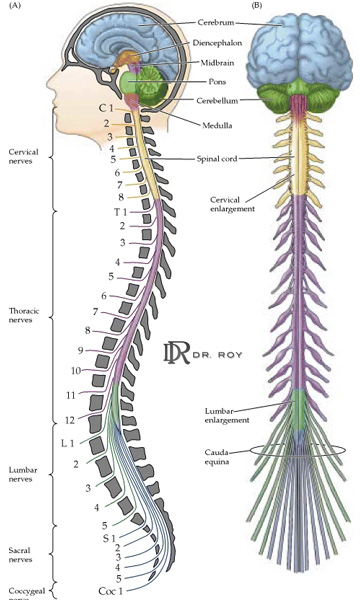 (A)
(B)
Cerebrum
Diencephalon
Midbrain
Pons
Cerebellum
Medulla
Spinal cord
Cervical
enlargement
Cervical
nerves
C 1
2
3
4
5
6
7
8
Thoracic
nerves
T 1
2
3
4
5
6
7
8
9
10
11
12
DR
DR. ROY
Lumbar
enlargement
Cauda
equina
Lumbar
nerves
L 1
2
3
4
5
Sacral
nerves
S 1
2
3
4
5
Coccygeal
Coc 1